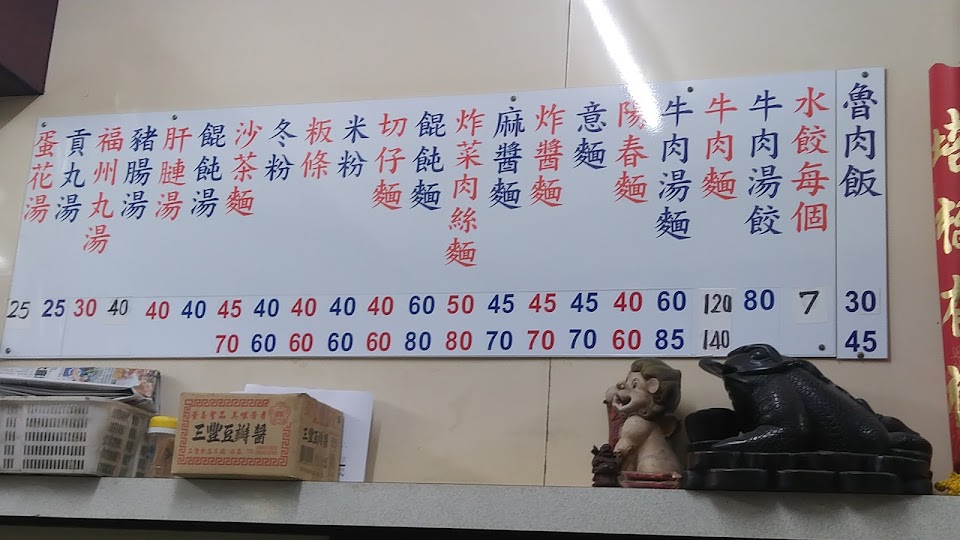 魯肉飯 30 45
水餃每個 7
牛肉湯餃 80
牛肉麵 120 140
牛肉湯麵 60 85
陽春麵 40 60
意麵 45 70
炸醬麵 45 70
麻醬麵 45 70
炸菜肉絲麵 50 80
餛飩麵 60 80
切仔麵 40 60
米粉 40 60
粄條 40 60
冬粉 40 60
沙茶麵 45 70
餛飩湯 40
肝湯 40
豬腸湯 40
福州丸湯 30
貢丸湯 25
蛋花湯 25
三豐豆瓣醬